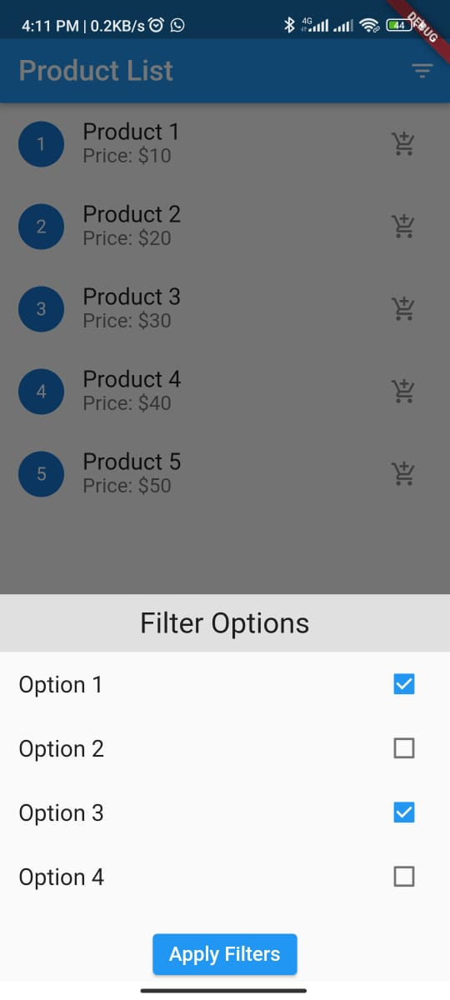 4:11 PM | 0.2KB/s
4G
44
DEBUG
Product List
1
Product 1
Price: $10
2
Product 2
Price: $20
3
Product 3
Price: $30
4
Product 4
Price: $40
5
Product 5
Price: $50
Filter Options
Option 1
Option 2
Option 3
Option 4
Apply Filters